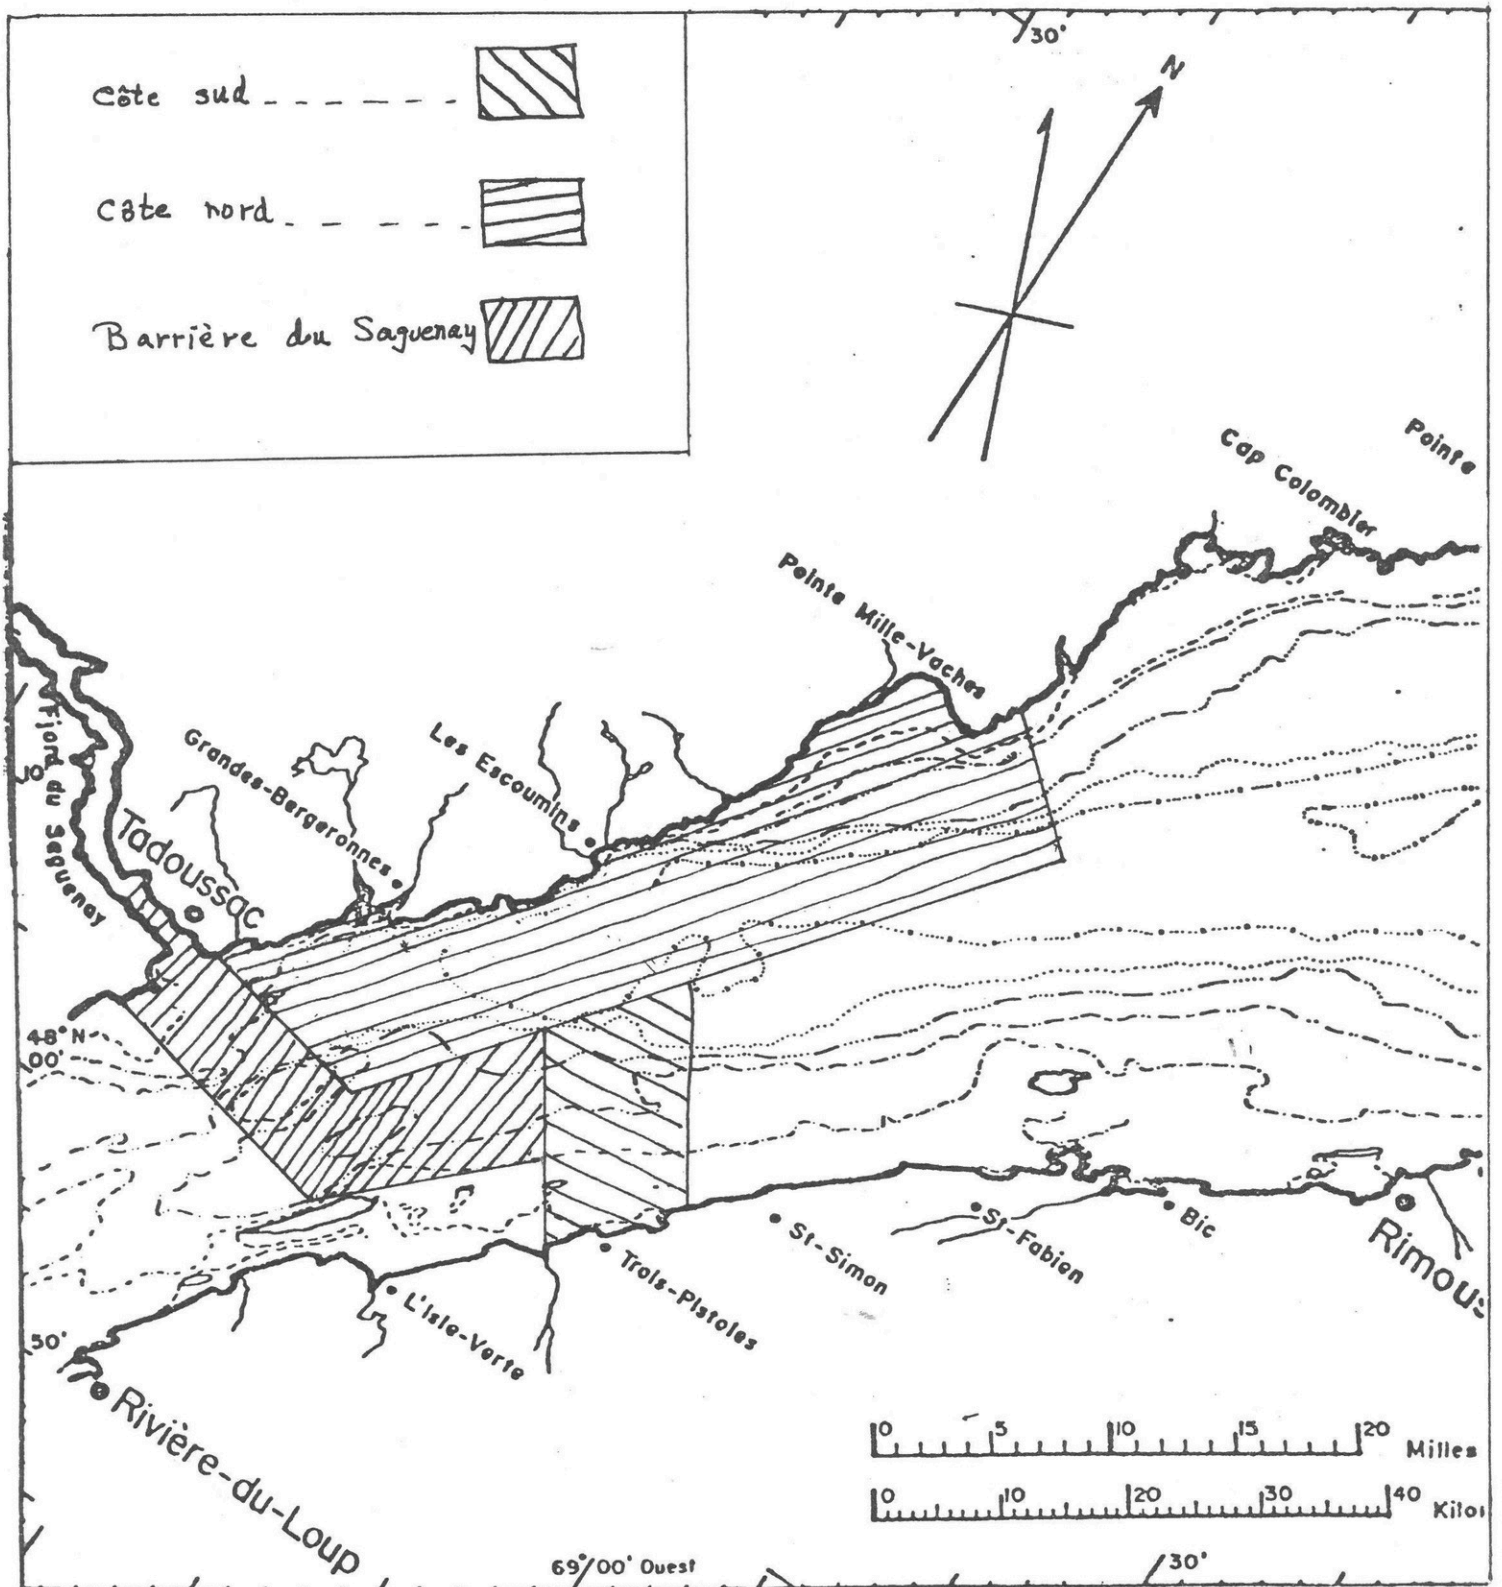 30'
N
Côte sud
Côte nord
Barrière du Saguenay
Pointe
Cap Colombier
Pointe Mille-Vaches
Les Escoumins
Grandes-Bergeronnes
Tadoussac
Fjord du Saguenay
10'
48° N
00'
50'
Rivière-du-Loup
L'Isle-Verte
Trois-Pistoles
St-Simon
St-Fabien
Bic
Rimous
0 5 10 15 20 Milles
0 10 20 30 40 Kilo
69°00' Ouest
30'